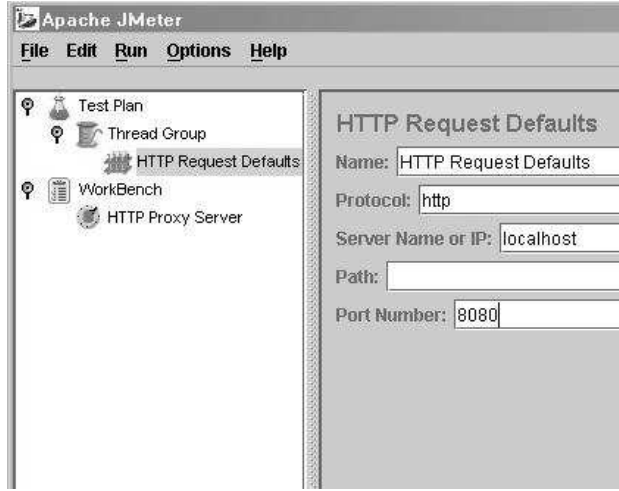 Apache JMeter
File Edit Run Options Help
Test Plan
Thread Group
HTTP Request Defaults
WorkBench
HTTP Proxy Server
HTTP Request Defaults
Name: HTTP Request Defaults
Protocol: http
Server Name or IP: localhost
Path:
Port Number: 8080